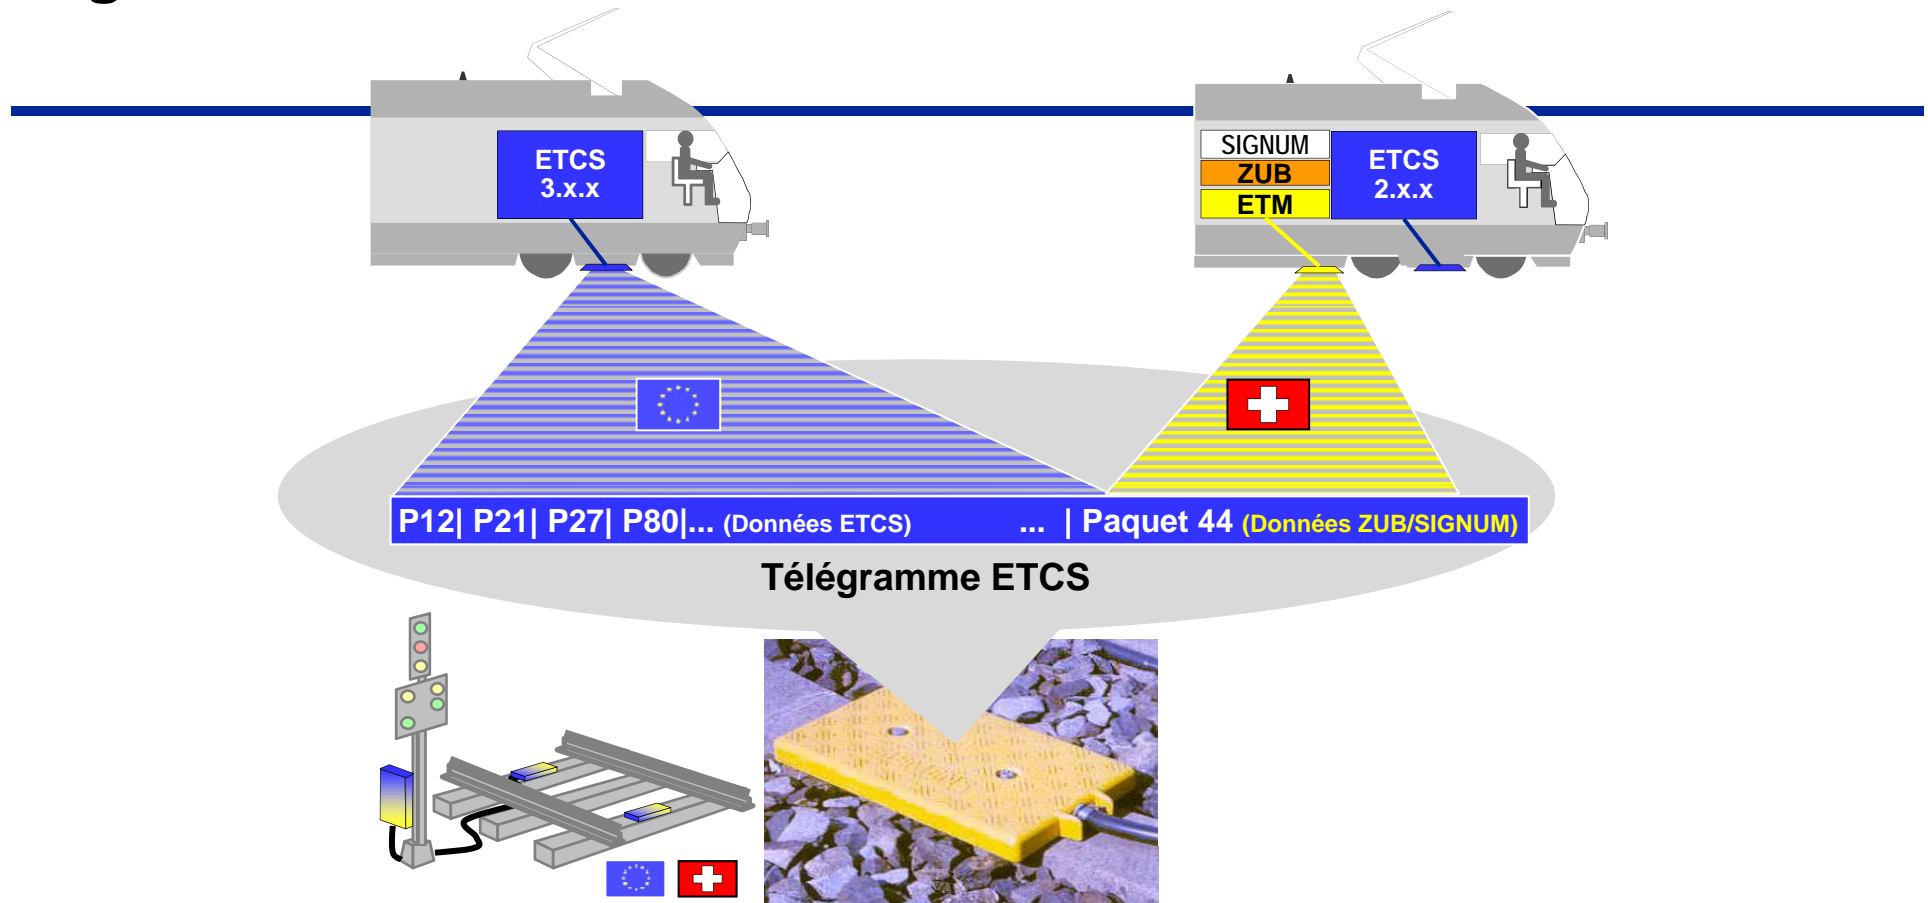 ETCS
3.x.x
SIGNUM
ZUB
ETM
ETCS
2.x.x
P12| P21| P27| P80|... (Données ETCS) ... | Paquet 44 (Données ZUB/SIGNUM)
Télégramme ETCS